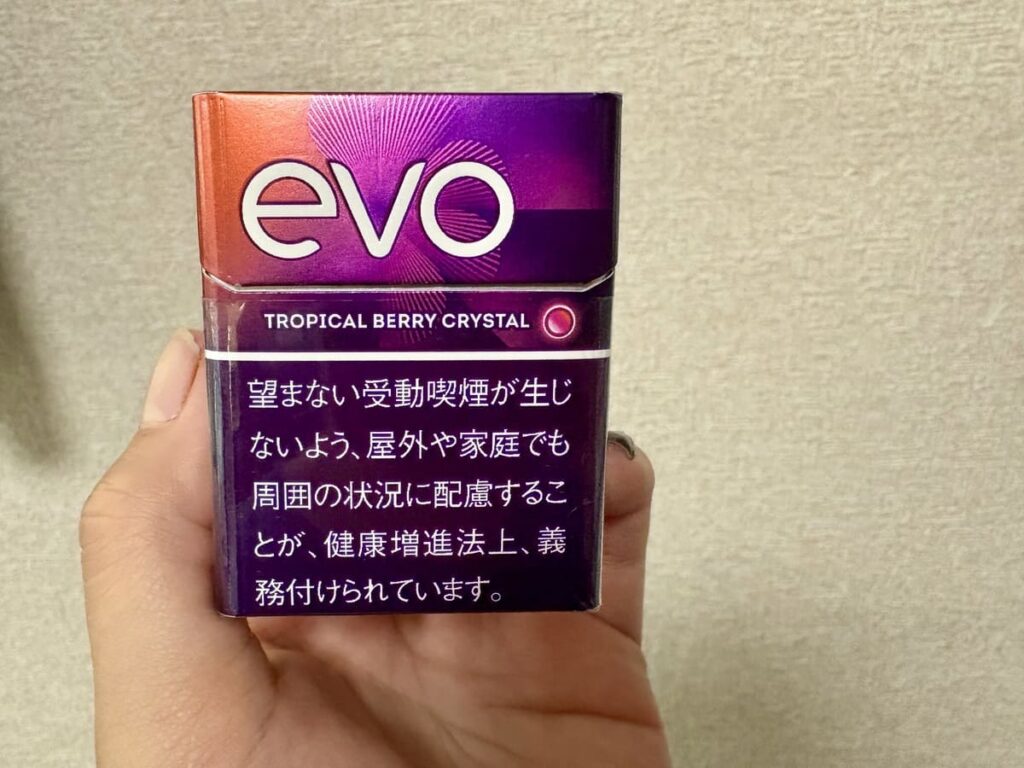 evo
TROPICAL BERRY CRYSTAL
望まない受動喫煙が生じ
ないよう、屋外や家庭でも
周囲の状況に配慮するこ
とが、健康増進法上、義
務付けられています。